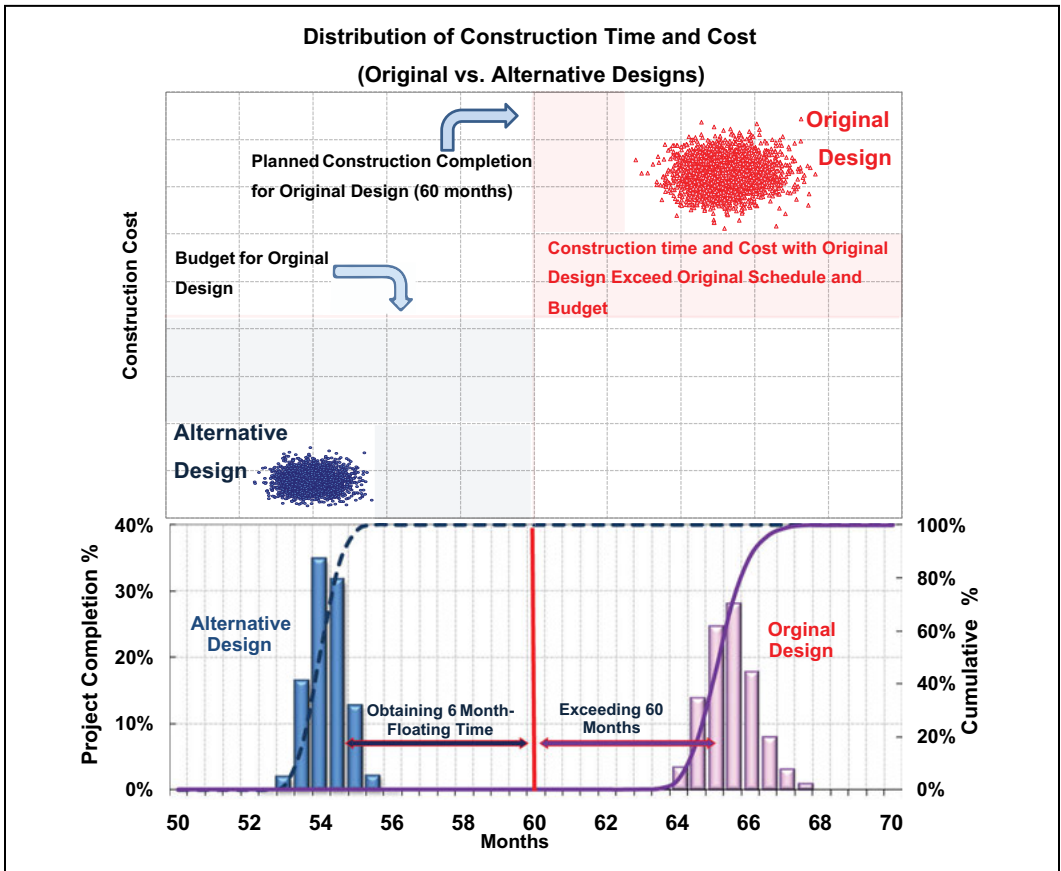 Distribution of Construction Time and Cost
(Original vs. Alternative Designs)
Original
Design
Planned Construction Completion
for Original Design (60 months)
Construction Cost
Budget for Orginal
Design
Construction time and Cost with Original
Design Exceed Original Schedule and
Budget
Alternative
Design
40%
30%
20%
10%
0%
Project Completion %
Alternative
Design
Obtaining 6 Month-
Floating Time
Exceeding 60
Months
Orginal
Design
100%
80%
60%
40%
20%
0%
Cumulative %
50 54 56 58 60 62 64 66 68 70
Months